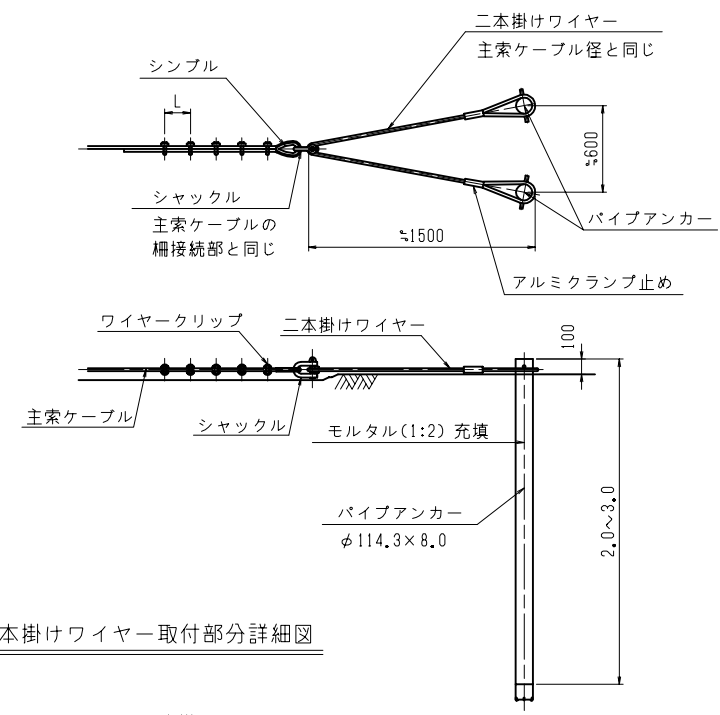 二本掛けワイヤー
主索ケーブル径と同じ
シンブル
L
≒600
シャックル
主索ケーブルの
柵接続部と同じ
パイプアンカー
≒1500
アルミクランプ止め
ワイヤークリップ
二本掛けワイヤー
100
主索ケーブル
シャックル
モルタル(1:2) 充填
パイプアンカー
φ114.3×8.0
2.0～3.0
本掛けワイヤー取付部分詳細図